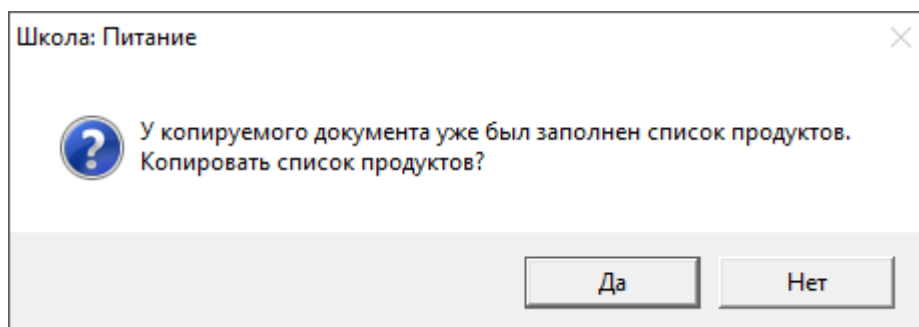 Школа: Питание
У копируемого документа уже был заполнен список продуктов.
Копировать список продуктов?
Да
Нет